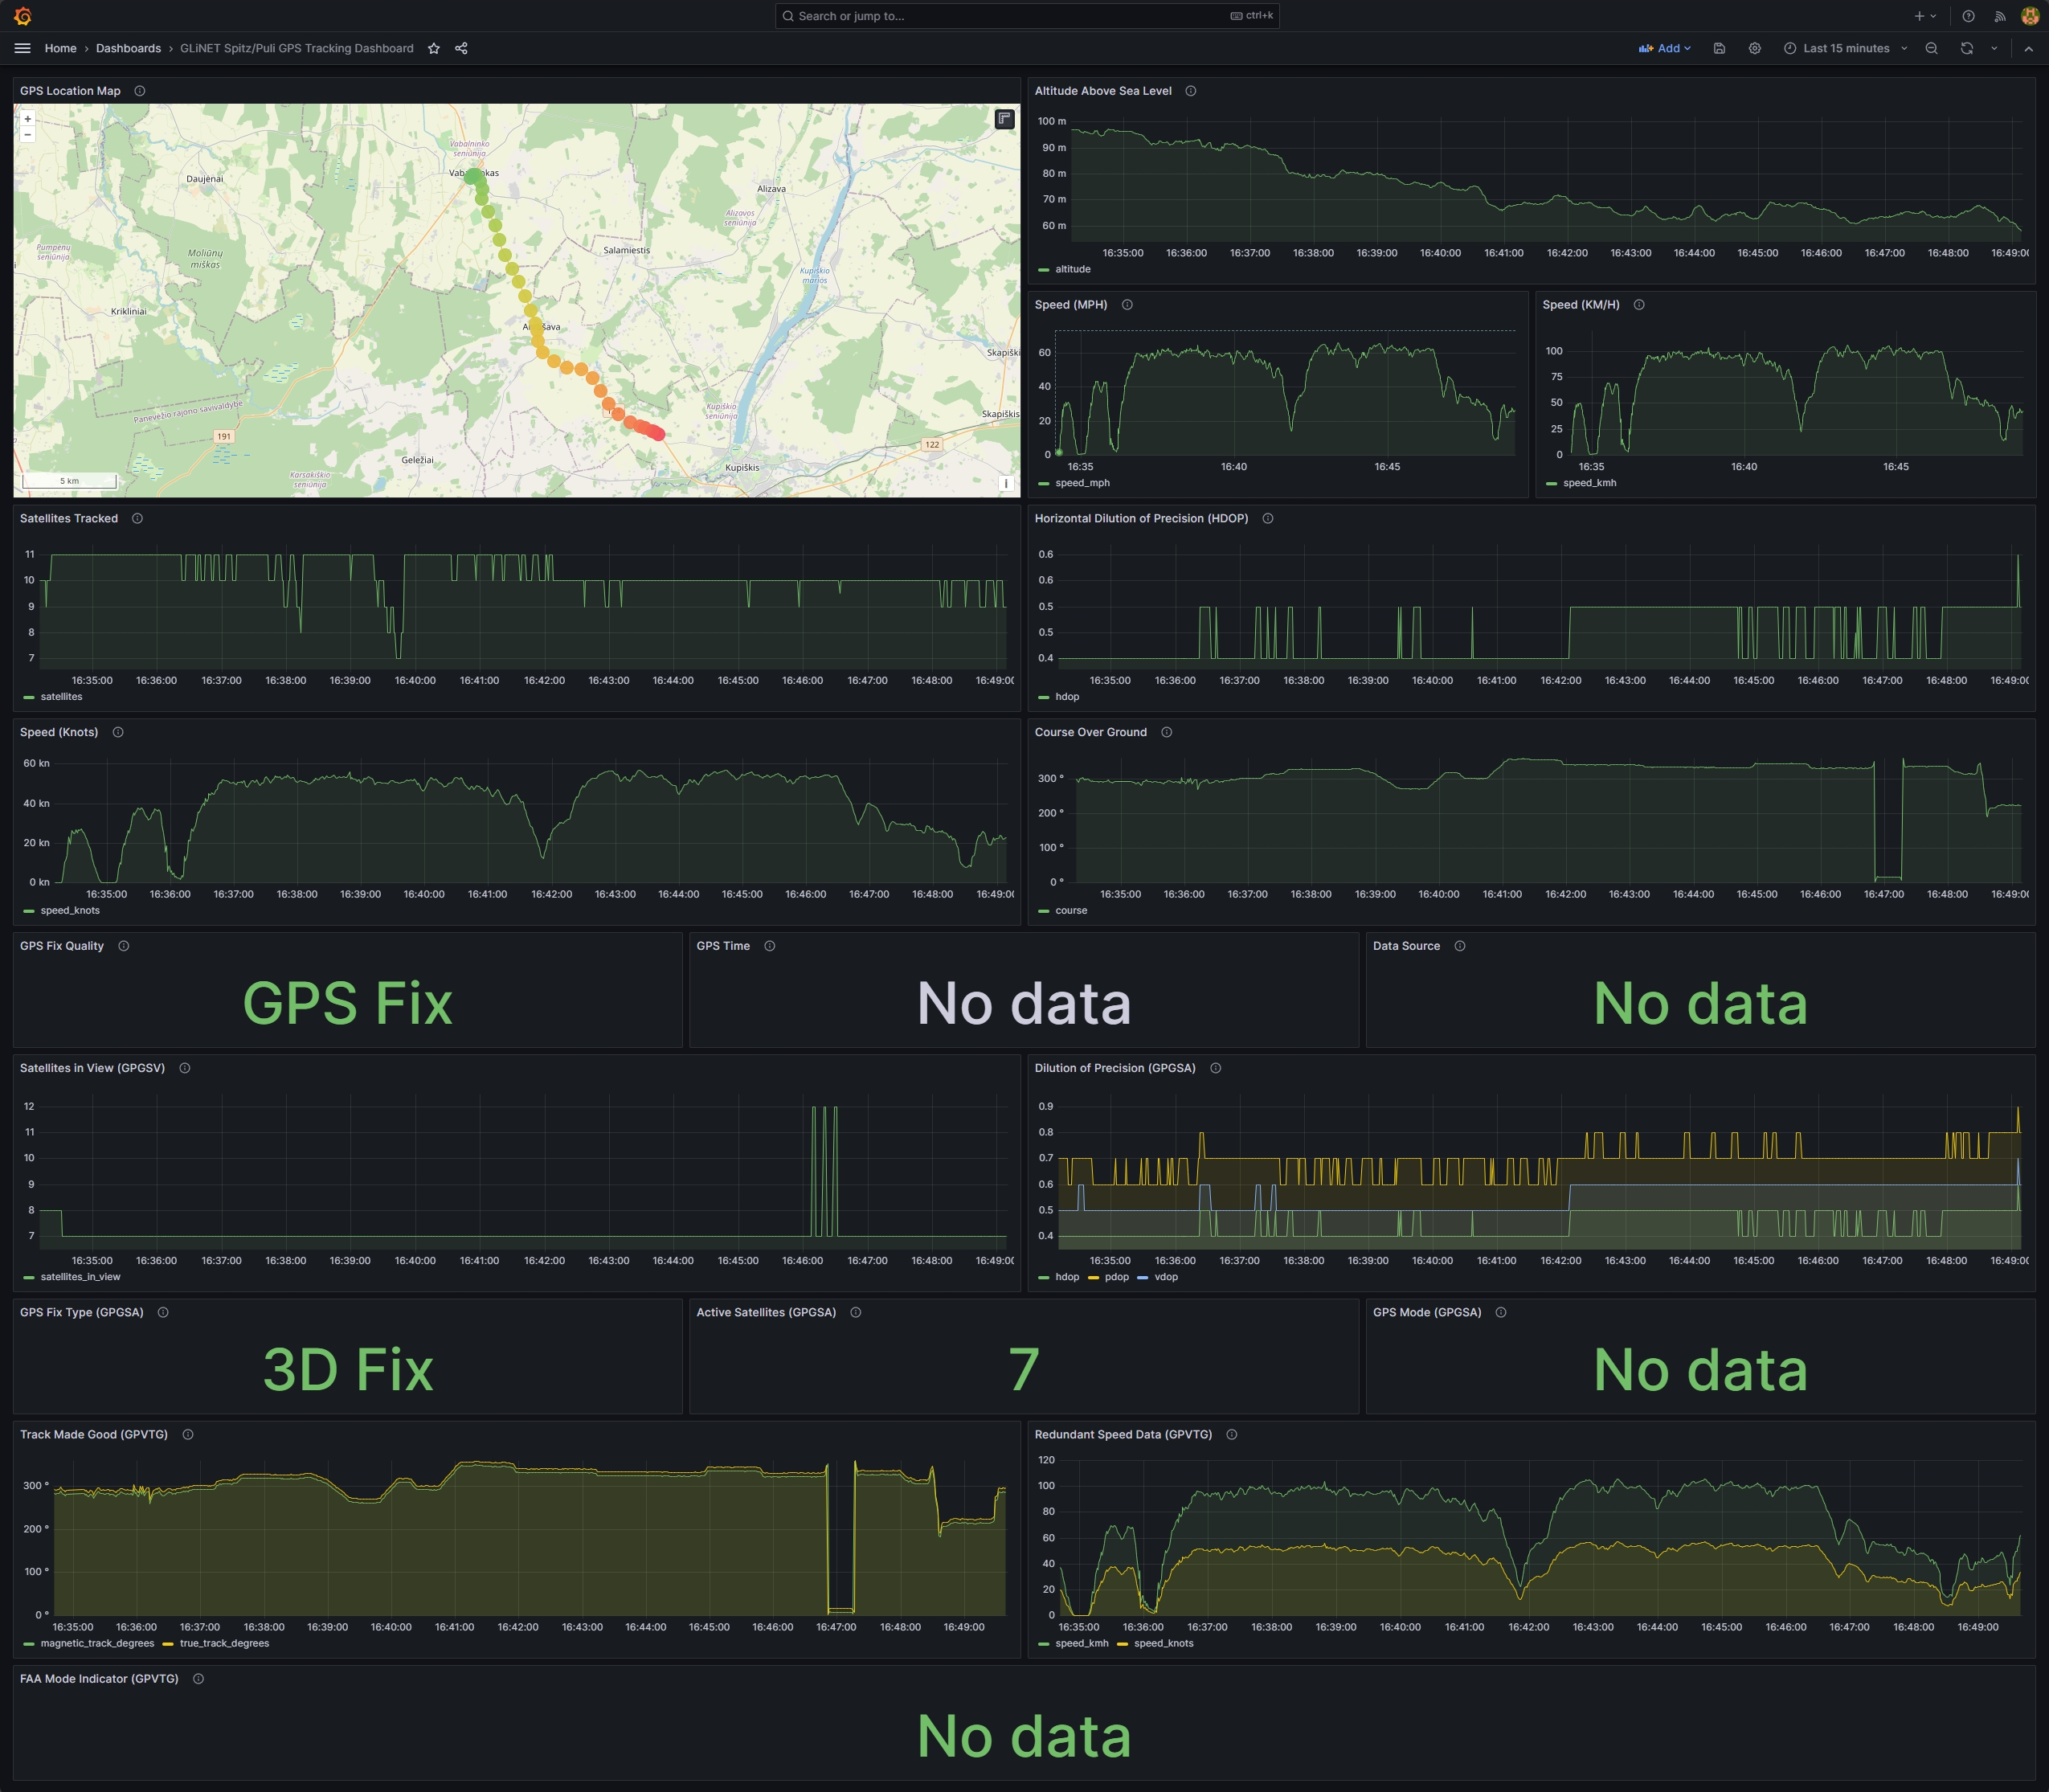 Search or jump to...
ctrl+k
Home › Dashboards › GLiNET Spitz/Puli GPS Tracking Dashboard
Add
Last 15 minutes
GPS Location Map
+
−
Vabalninko
seniūnija
Daujėnai
Alizava
Alizavos
seniūnija
Pumpėnų
seniūnija
Moliūnų
miškas
Salamiestis
Kupiškio
marios
Krikliniai
Skapiški
Kupiškio
seniūnija
Skapiškis
Panevėžio rajono savivaldybė
191
122
Geležiai
Kupiškis
Karsakiškio
seniūnija
5 km
i
Altitude Above Sea Level
100 m
90 m
80 m
70 m
60 m
16:35:00 16:36:00 16:37:00 16:38:00 16:39:00 16:40:00 16:41:00 16:42:00 16:43:00 16:44:00 16:45:00 16:46:00 16:47:00 16:48:00 16:49:00
altitude
Speed (MPH)
60
40
20
0
16:35 16:40 16:45
speed_mph
Speed (KM/H)
100
75
50
25
0
16:35 16:40 16:45
speed_kmh
Satellites Tracked
11
10
9
8
7
16:35:00 16:36:00 16:37:00 16:38:00 16:39:00 16:40:00 16:41:00 16:42:00 16:43:00 16:44:00 16:45:00 16:46:00 16:47:00 16:48:00 16:49:00
satellites
Horizontal Dilution of Precision (HDOP)
0.6
0.6
0.5
0.5
0.4
16:35:00 16:36:00 16:37:00 16:38:00 16:39:00 16:40:00 16:41:00 16:42:00 16:43:00 16:44:00 16:45:00 16:46:00 16:47:00 16:48:00 16:49:00
hdop
Speed (Knots)
60 kn
40 kn
20 kn
0 kn
16:35:00 16:36:00 16:37:00 16:38:00 16:39:00 16:40:00 16:41:00 16:42:00 16:43:00 16:44:00 16:45:00 16:46:00 16:47:00 16:48:00 16:49:00
speed_knots
Course Over Ground
300 °
200 °
100 °
0 °
16:35:00 16:36:00 16:37:00 16:38:00 16:39:00 16:40:00 16:41:00 16:42:00 16:43:00 16:44:00 16:45:00 16:46:00 16:47:00 16:48:00 16:49:00
course
GPS Fix Quality
GPS Fix
GPS Time
No data
Data Source
No data
Satellites in View (GPGSV)
12
11
10
9
8
7
16:35:00 16:36:00 16:37:00 16:38:00 16:39:00 16:40:00 16:41:00 16:42:00 16:43:00 16:44:00 16:45:00 16:46:00 16:47:00 16:48:00 16:49:00
satellites_in_view
Dilution of Precision (GPGSA)
0.9
0.8
0.7
0.6
0.5
0.4
16:35:00 16:36:00 16:37:00 16:38:00 16:39:00 16:40:00 16:41:00 16:42:00 16:43:00 16:44:00 16:45:00 16:46:00 16:47:00 16:48:00 16:49:00
hdop pdop vdop
GPS Fix Type (GPGSA)
3D Fix
Active Satellites (GPGSA)
7
GPS Mode (GPGSA)
No data
Track Made Good (GPVTG)
300 °
200 °
100 °
0 °
16:35:00 16:36:00 16:37:00 16:38:00 16:39:00 16:40:00 16:41:00 16:42:00 16:43:00 16:44:00 16:45:00 16:46:00 16:47:00 16:48:00 16:49:00
magnetic_track_degrees true_track_degrees
Redundant Speed Data (GPVTG)
120
100
80
60
40
20
0
16:35:00 16:36:00 16:37:00 16:38:00 16:39:00 16:40:00 16:41:00 16:42:00 16:43:00 16:44:00 16:45:00 16:46:00 16:47:00 16:48:00 16:49:00
speed_kmh speed_knots
FAA Mode Indicator (GPVTG)
No data